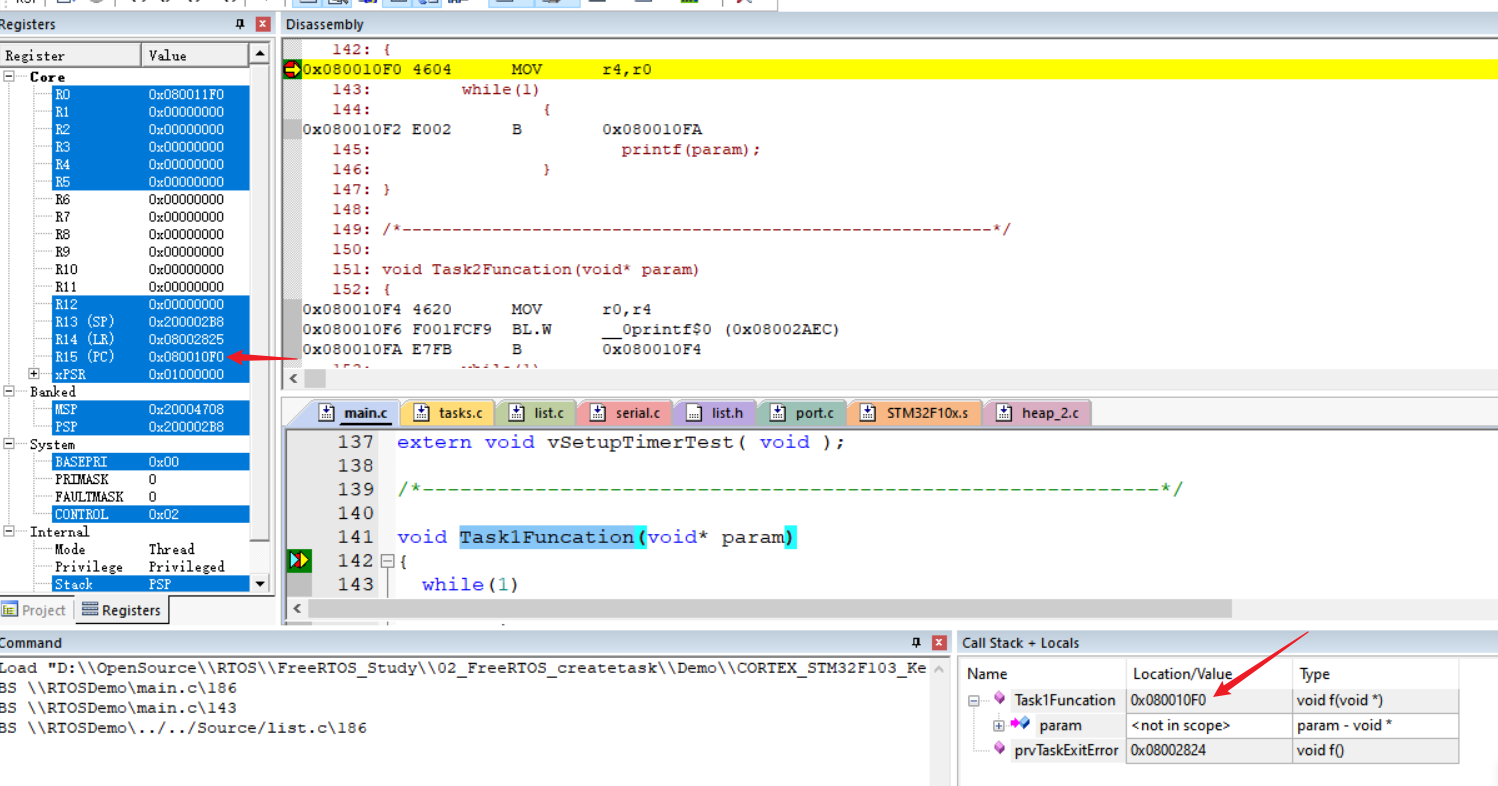 Registers
Register Value
Core
R0 0x080011F0
R1 0x00000000
R2 0x00000000
R3 0x00000000
R4 0x00000000
R5 0x00000000
R6 0x00000000
R7 0x00000000
R8 0x00000000
R9 0x00000000
R10 0x00000000
R11 0x00000000
R12 0x00000000
R13 (SP) 0x200002B8
R14 (LR) 0x08002825
R15 (PC) 0x080010F0
xPSR 0x01000000
Banked
MSP 0x20004708
PSP 0x200002B8
System
BASEPRI 0x00
PRIMASK 0
FAULTMASK 0
CONTROL 0x02
Internal
Mode Thread
Privilege Privileged
Stack PSP
Project Registers
Disassembly
142: {
0x080010F0 4604 MOV r4,r0
143: while(1)
144: {
0x080010F2 E002 B 0x080010FA
145: printf(param);
146: }
147: }
148:
149: /*-----------------------------------------------------------*/
150:
151: void Task2Funcation(void* param)
152: {
0x080010F4 4620 MOV r0,r4
0x080010F6 F001FCF9 BL.W __0printf$0 (0x08002AEC)
0x080010FA E7FB B 0x080010F4
main.c tasks.c list.c serial.c list.h port.c STM32F10x.s heap_2.c
137 extern void vSetupTimerTest( void );
138
139 /*-----------------------------------------------------------*/
140
141 void Task1Funcation(void* param)
142 {
143 while(1)
Command
Load "D:\\OpenSource\\RTOS\\FreeRTOS_Study\\02_FreeRTOS_createtask\\Demo\\CORTEX_STM32F103_Ke
BS \\RTOSDemo\main.c\186
BS \\RTOSDemo\main.c\143
BS \\RTOSDemo\../../Source/list.c\186
Call Stack + Locals
Name Location/Value Type
Task1Funcation 0x080010F0 void f(void *)
param <not in scope> param - void *
prvTaskExitError 0x08002824 void f()